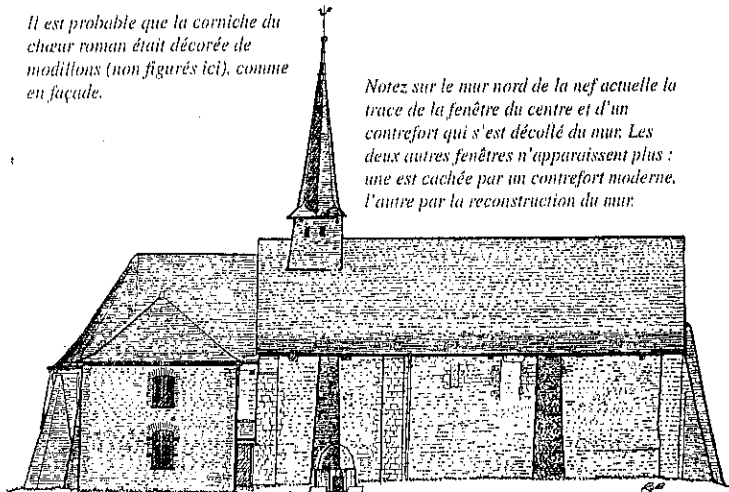 Il est probable que la corniche du
chœur roman était décorée de
modillons (non figurés ici), comme
en façade.
Notez sur le mur nord de la nef actuelle la
trace de la fenêtre du centre et d'un
contrefort qui s'est décollé du mur. Les
deux autres fenêtres n'apparaissent plus :
une est cachée par un contrefort moderne,
l'autre par la reconstruction du mur.